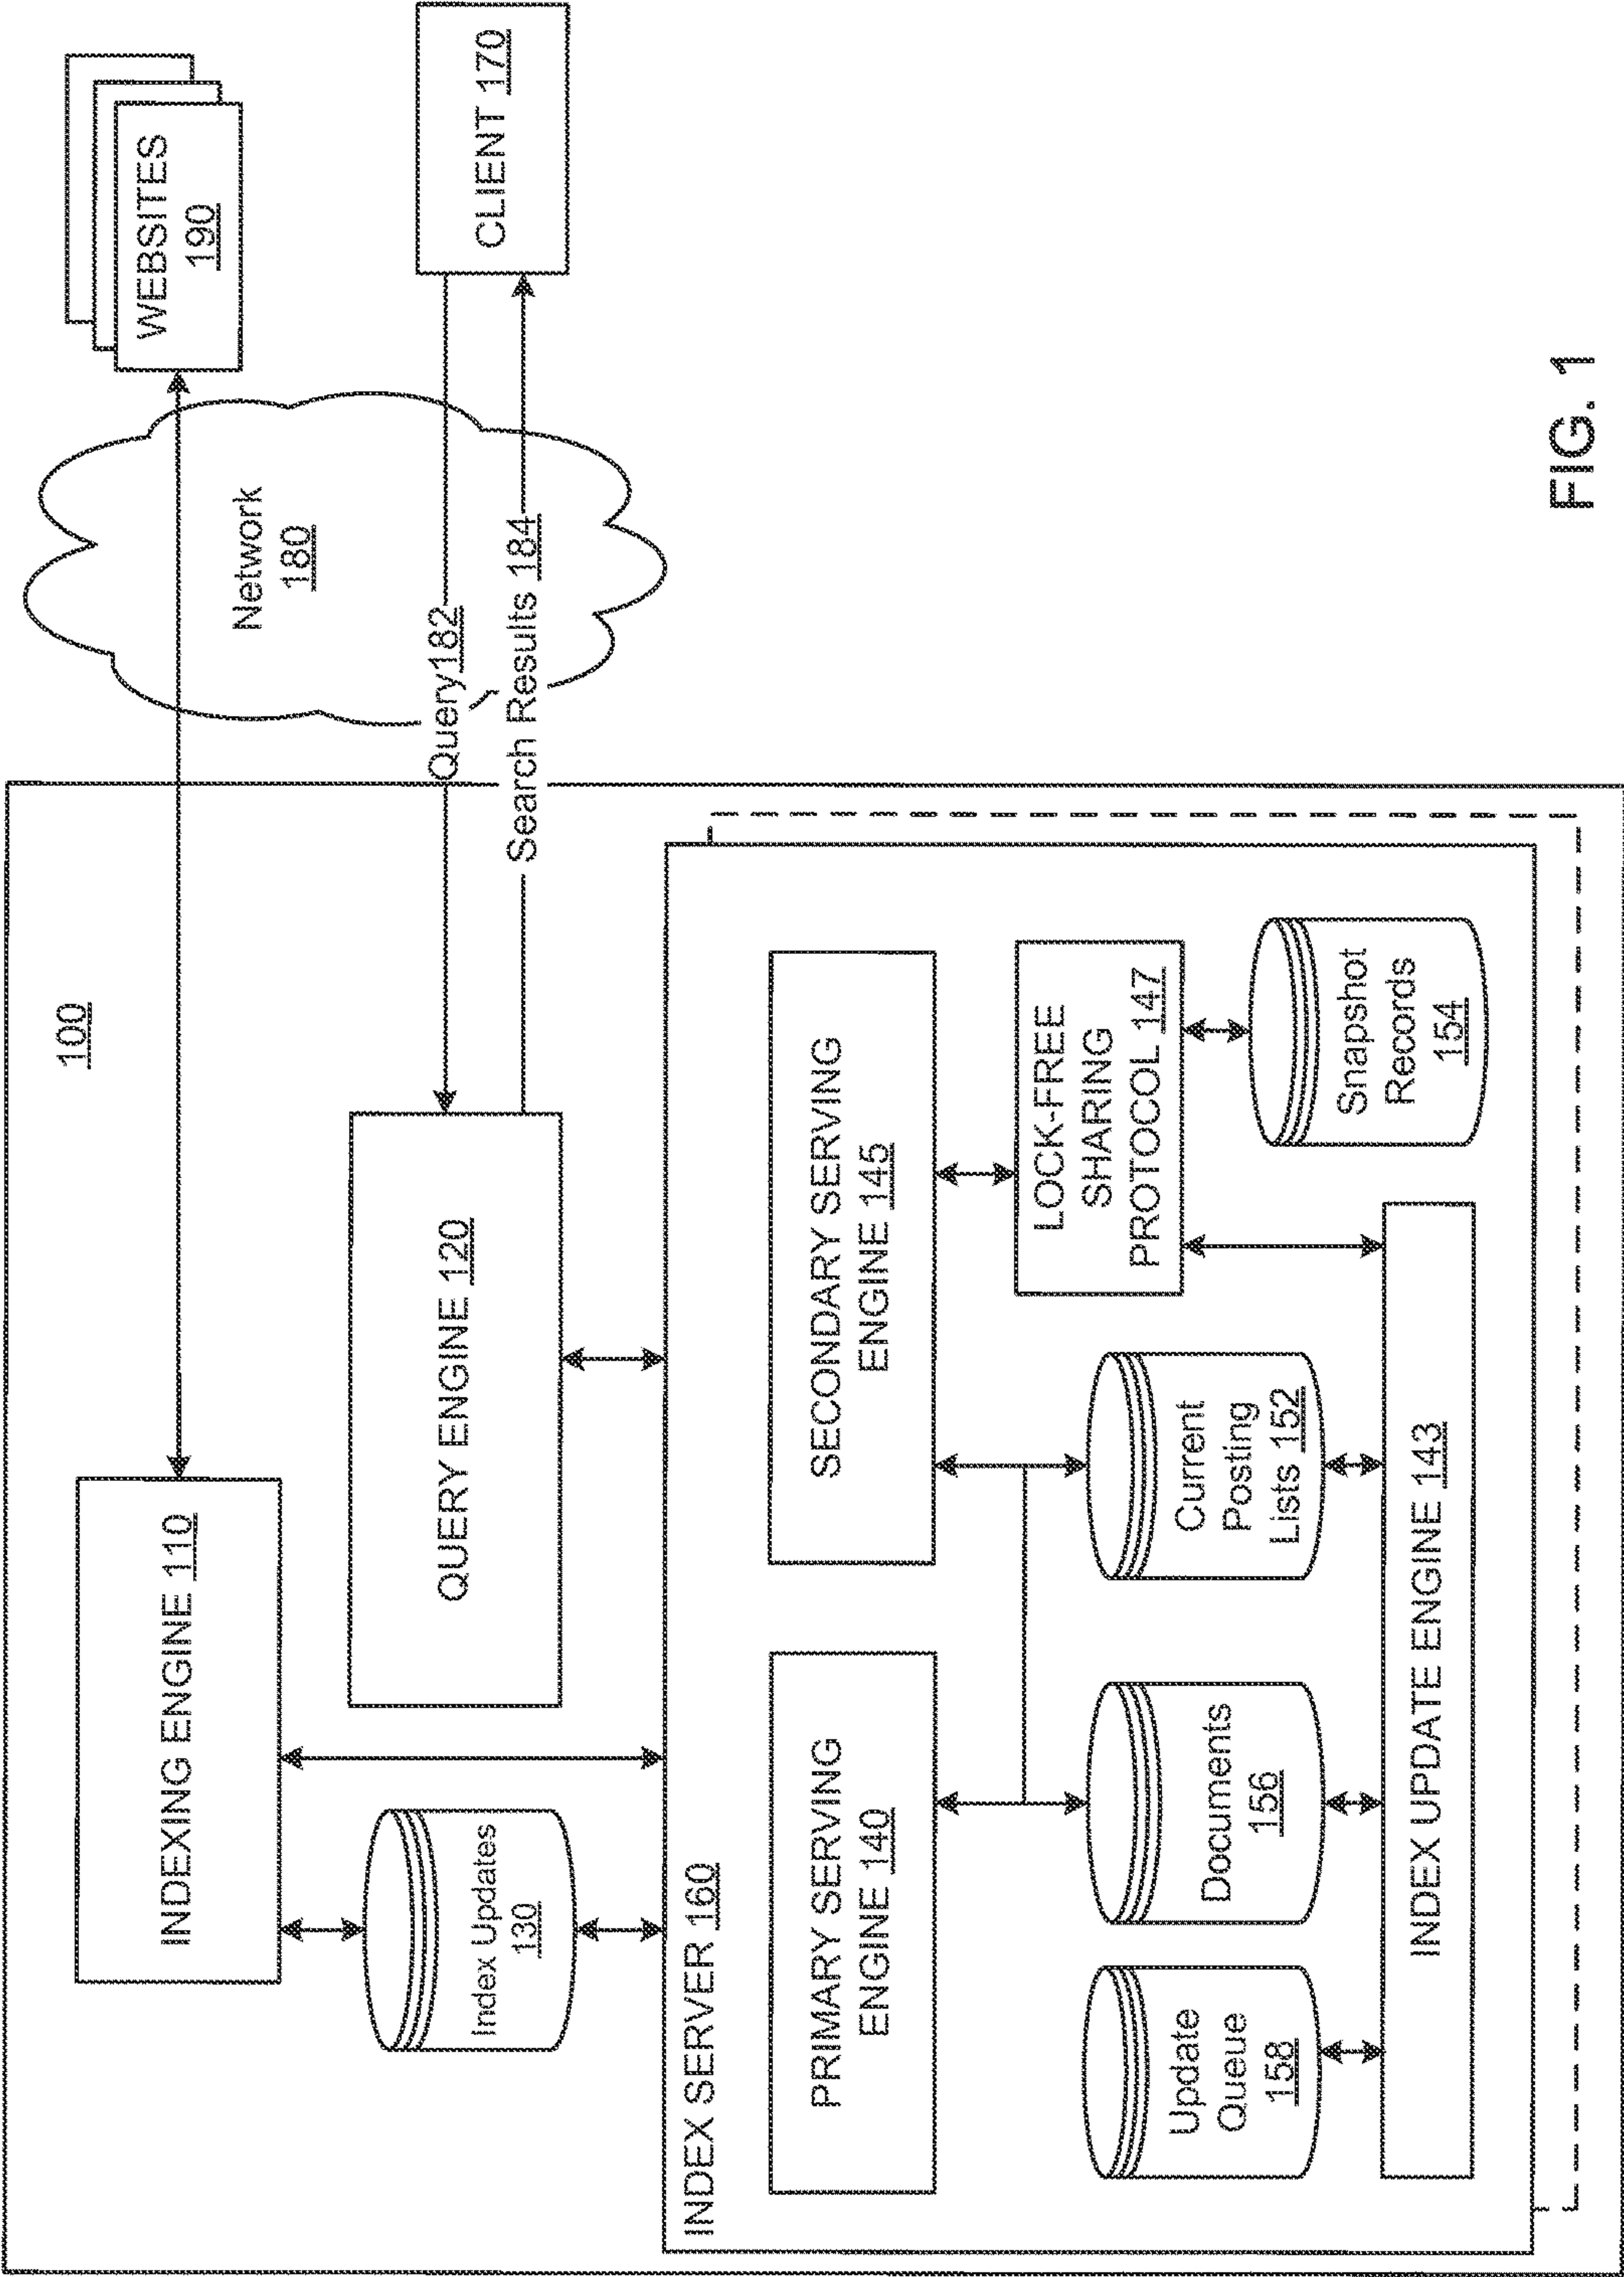 100
INDEXING ENGINE 110
WEBSITES
190
Network
180
Index Updates
130
QUERY ENGINE 120
Query182
Search Results 184
CLIENT 170
INDEX SERVER 160
PRIMARY SERVING
ENGINE 140
SECONDARY SERVING
ENGINE 145
LOCK-FREE
SHARING
PROTOCOL 147
Update
Queue
158
Documents
156
Current
Posting
Lists 152
Snapshot
Records
154
INDEX UPDATE ENGINE 143
FIG. 1